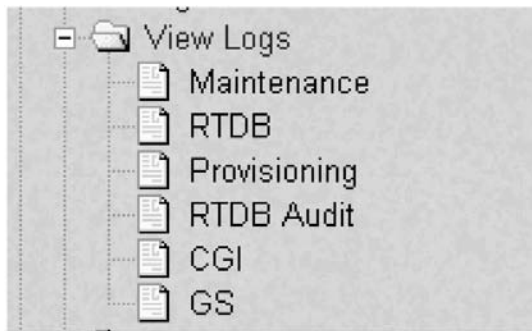 View Logs
Maintenance
RTDB
Provisioning
RTDB Audit
CGI
GS